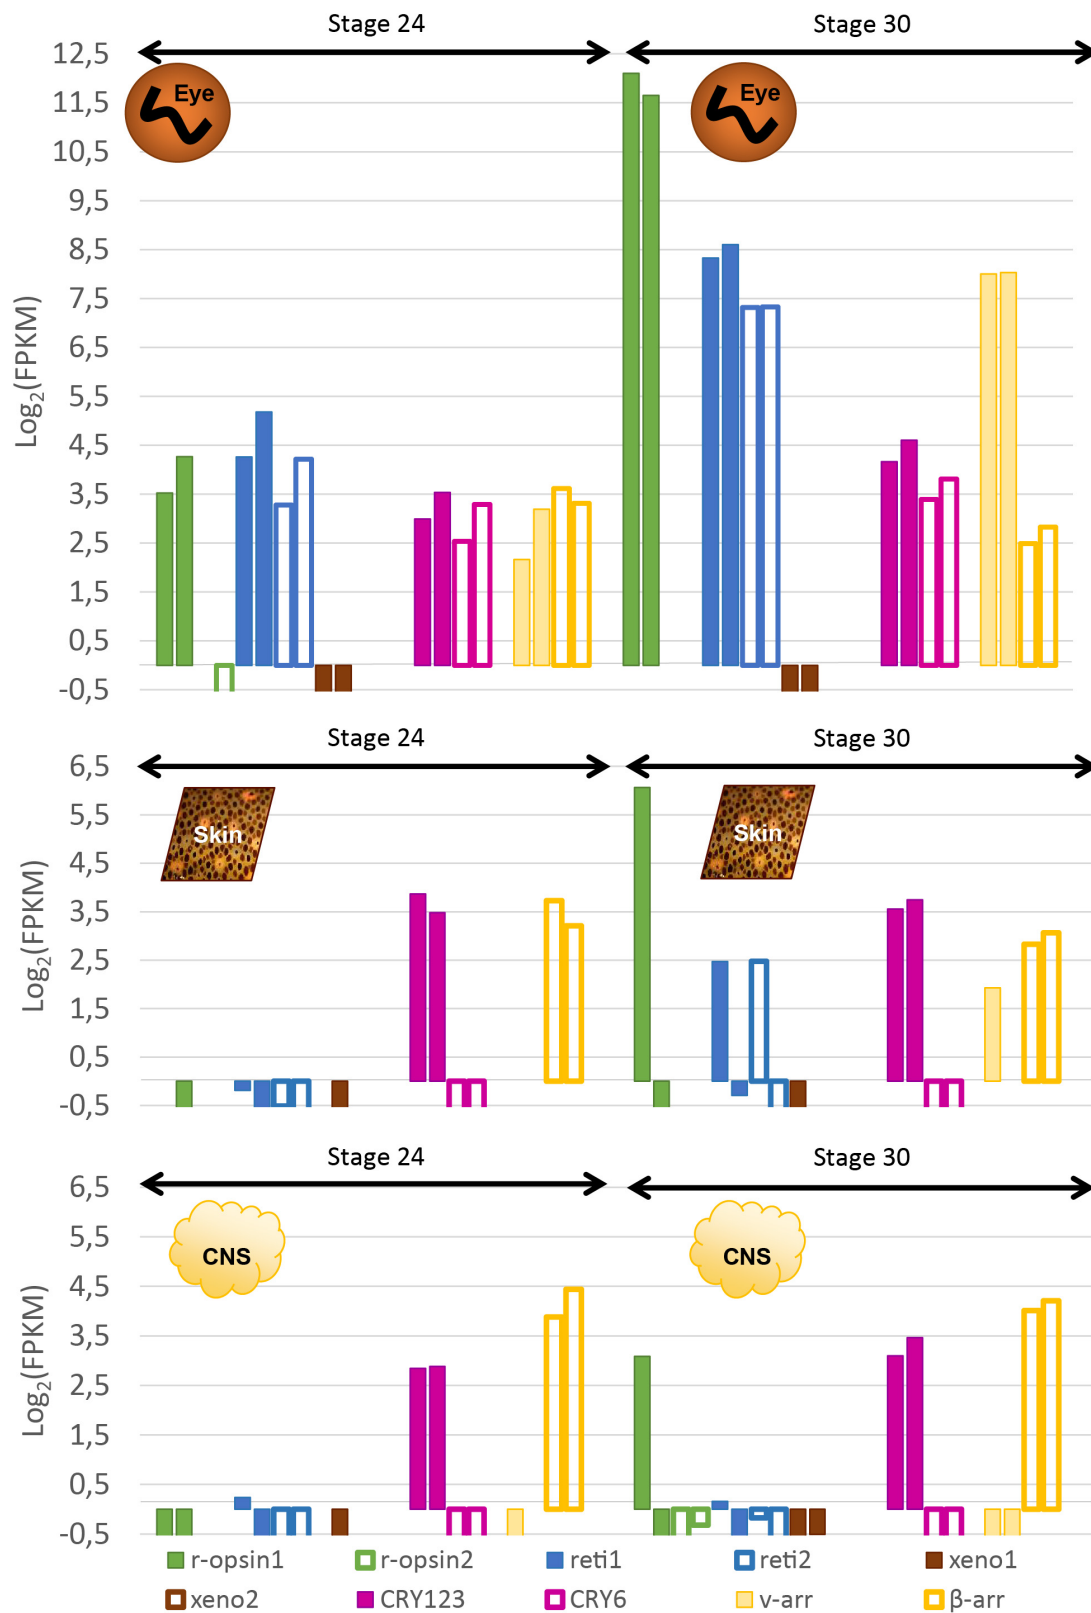 Stage 24 Stage 30
12,5
11,5
10,5
9,5
8,5
7,5
6,5
5,5
4,5
3,5
2,5
1,5
0,5
-0,5
Log2(FPKM)
Eye Eye
Stage 24 Stage 30
6,5
5,5
4,5
3,5
2,5
1,5
0,5
-0,5
Log2(FPKM)
Skin Skin
Stage 24 Stage 30
6,5
5,5
4,5
3,5
2,5
1,5
0,5
-0,5
Log2(FPKM)
CNS CNS
r-opsin1 r-opsin2 reti1 reti2 xeno1
xeno2 CRY123 CRY6 v-arr β-arr